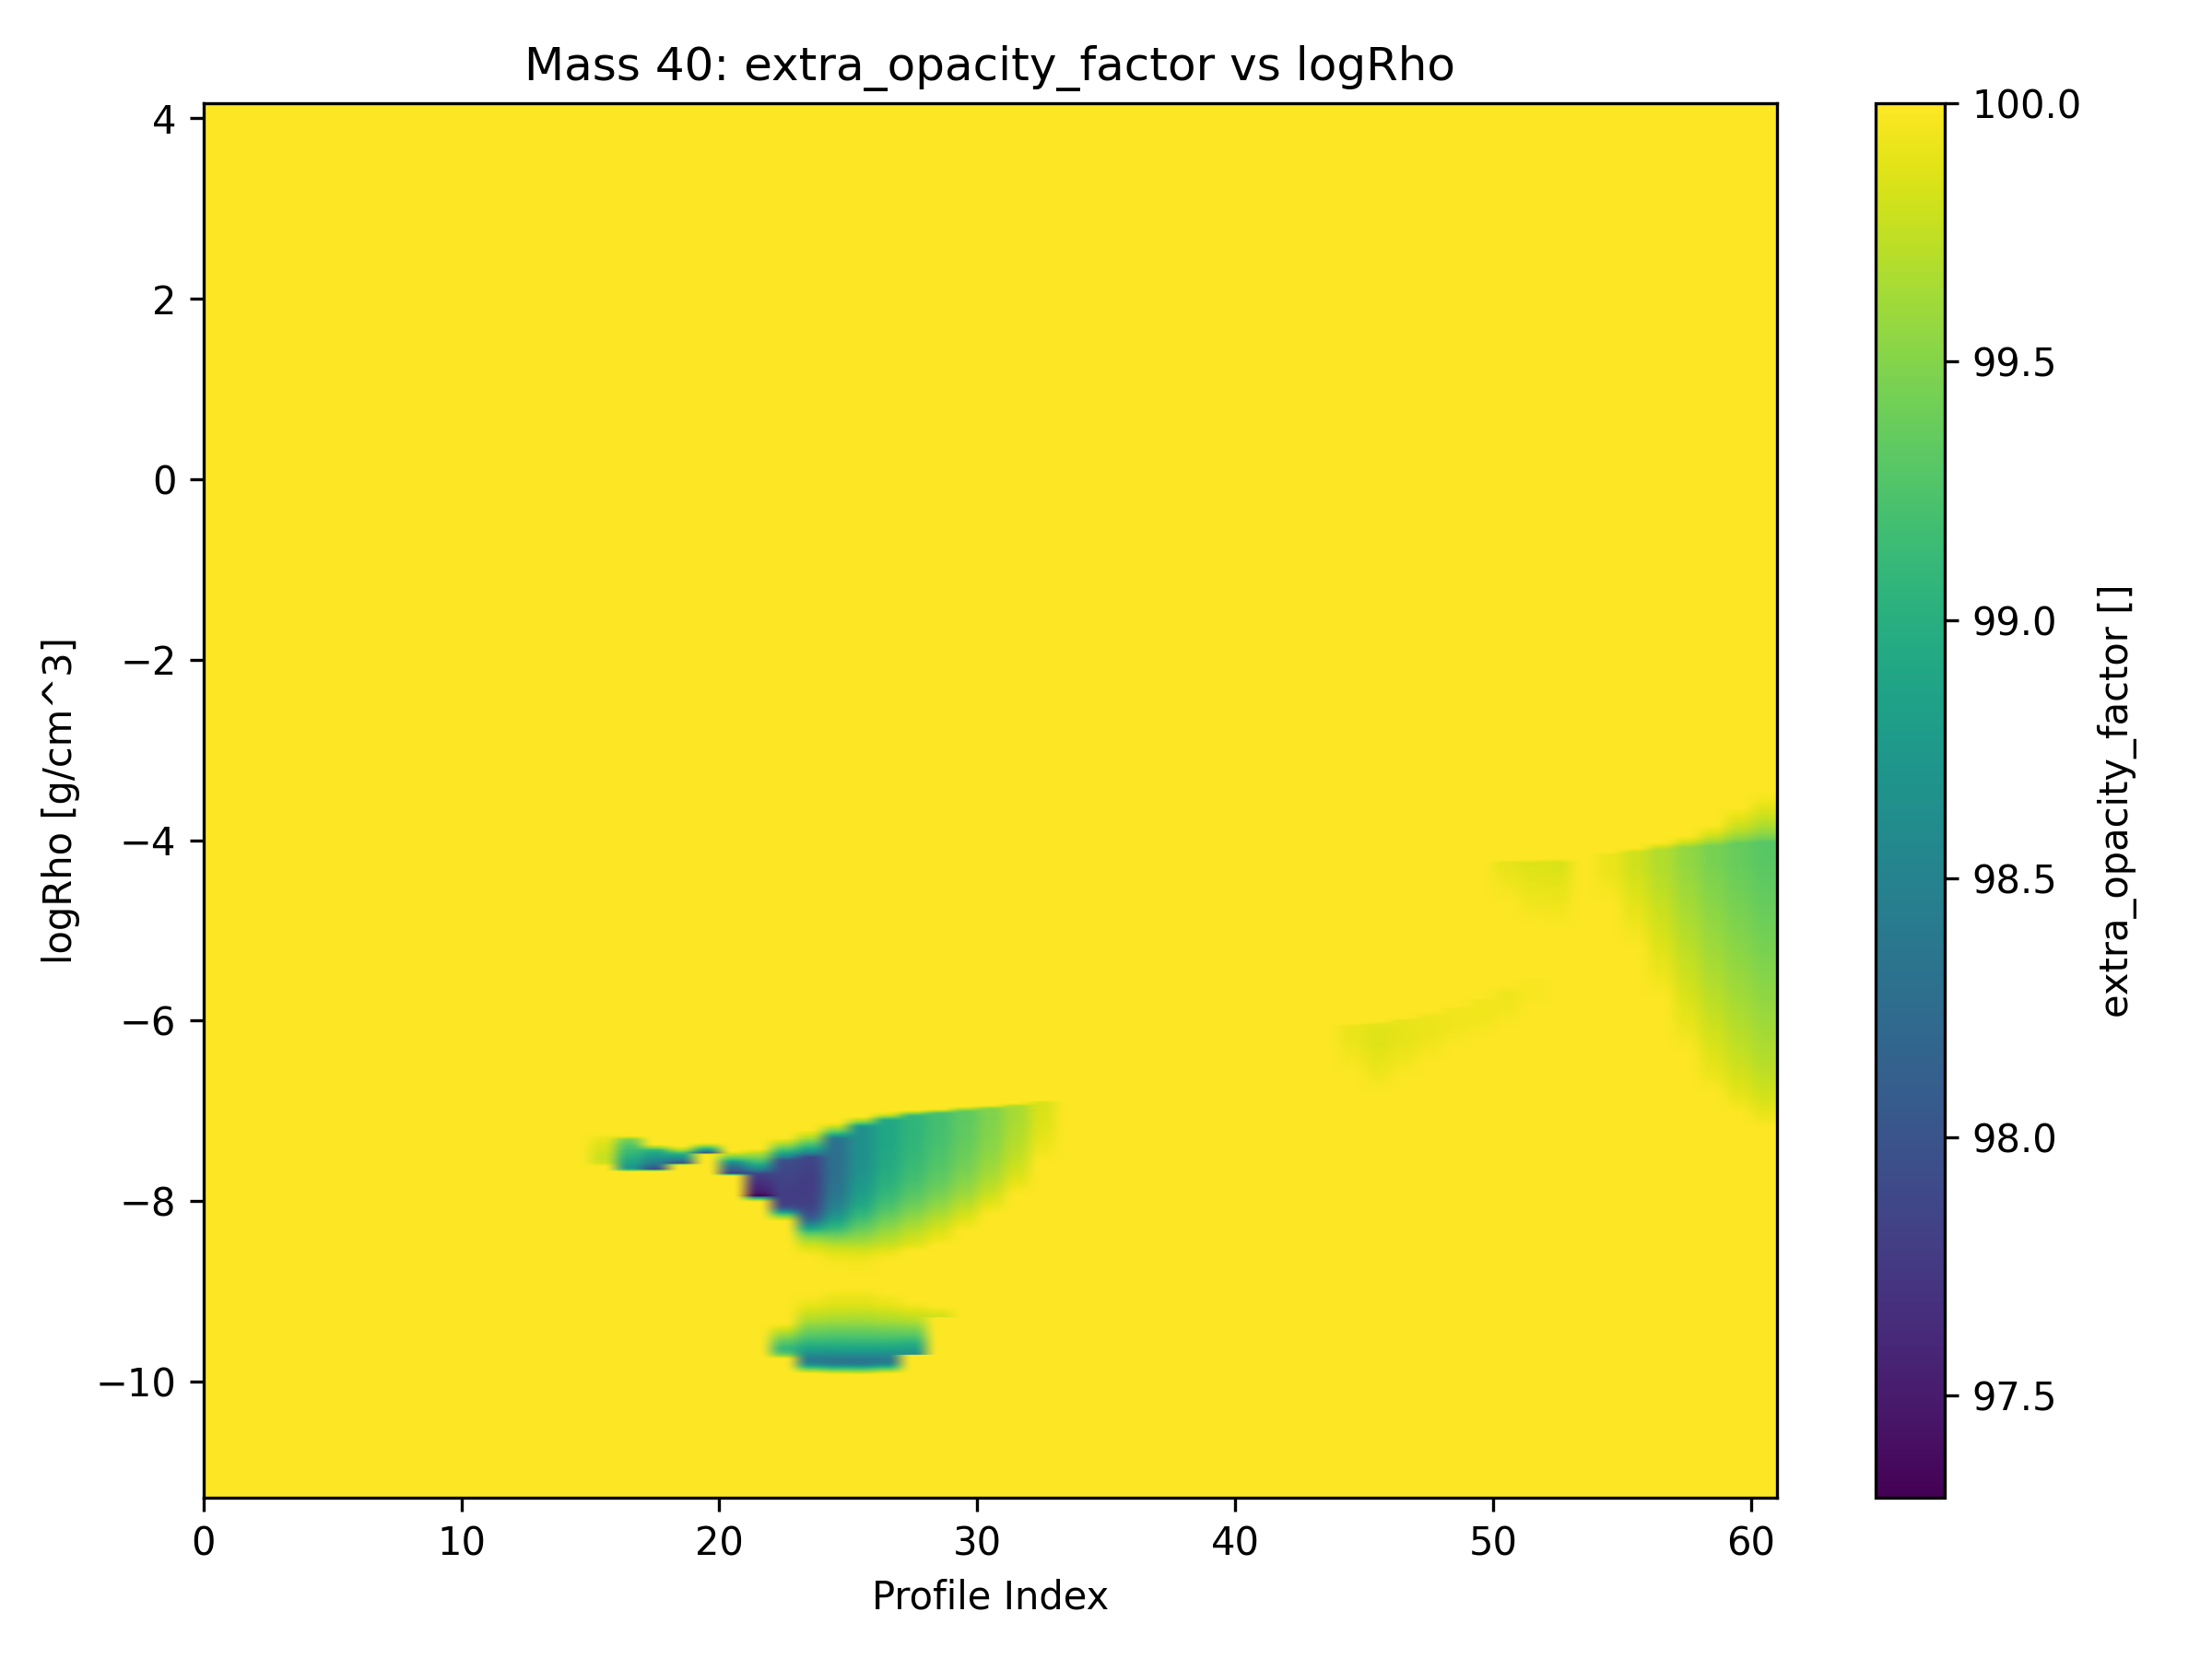 Mass 40: extra_opacity_factor vs logRho
4
2
0
−2
−4
−6
−8
−10
logRho [g/cm^3]
0 10 20 30 40 50 60
Profile Index
100.0
99.5
99.0
98.5
98.0
97.5
extra_opacity_factor []